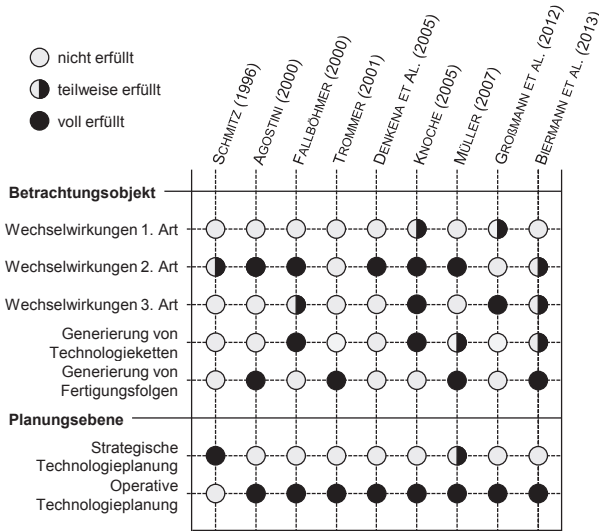 nicht erfüllt
teilweise erfüllt
voll erfüllt
SCHMITZ (1996)
AGOSTINI (2000)
FALLBÖHMER (2000)
TROMMER (2001)
DENKENA ET AL. (2005)
KNOCHE (2005)
MÜLLER (2007)
GROßMANN ET AL. (2012)
BIERMANN ET AL. (2013)
Betrachtungsobjekt
Wechselwirkungen 1. Art
Wechselwirkungen 2. Art
Wechselwirkungen 3. Art
Generierung von
Technologieketten
Generierung von
Fertigungsfolgen
Planungsebene
Strategische
Technologieplanung
Operative
Technologieplanung